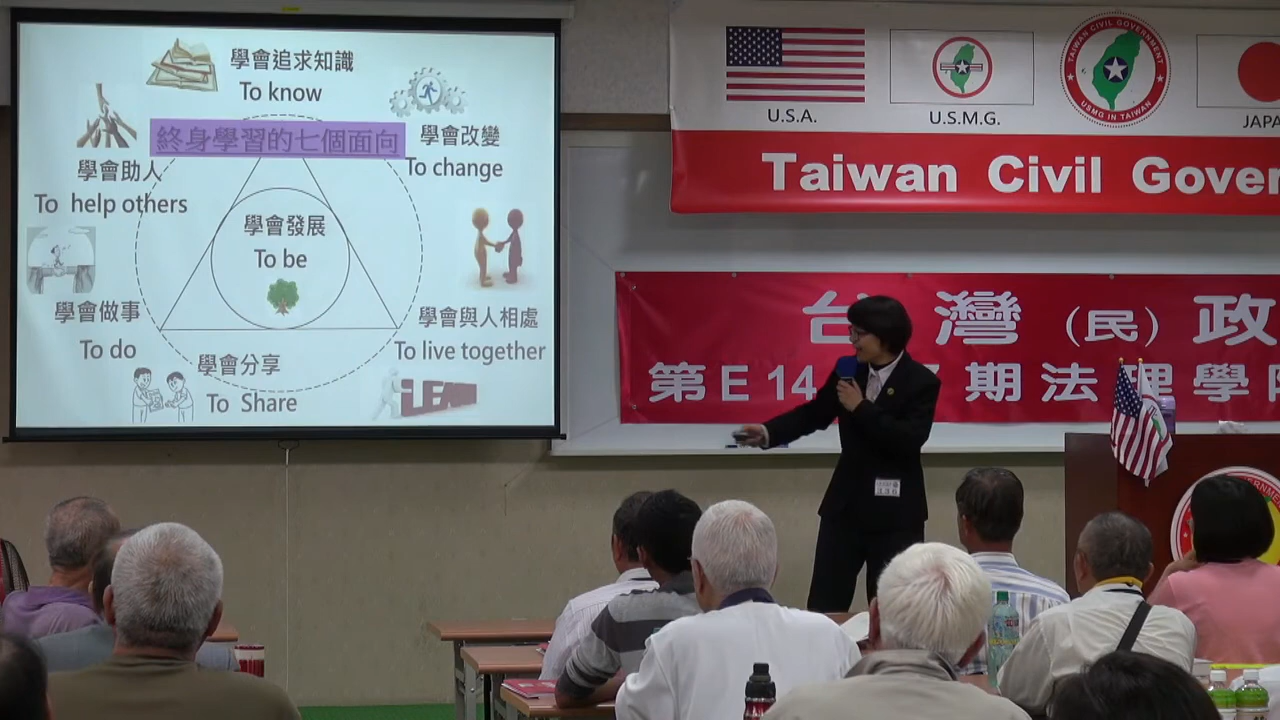 學會追求知識
To know
終身學習的七個面向
學會改變
To change
學會助人
To help others
學會發展
To be
學會做事
To do
學會與人相處
To live together
學會分享
To Share
iLEARN
U.S.A.
U.S.M.G.
TAIWAN CIVIL GOVERNMENT
USMG IN TAIWAN
JAPA
Taiwan Civil Gover
台灣(民)政
第E14 期法理學